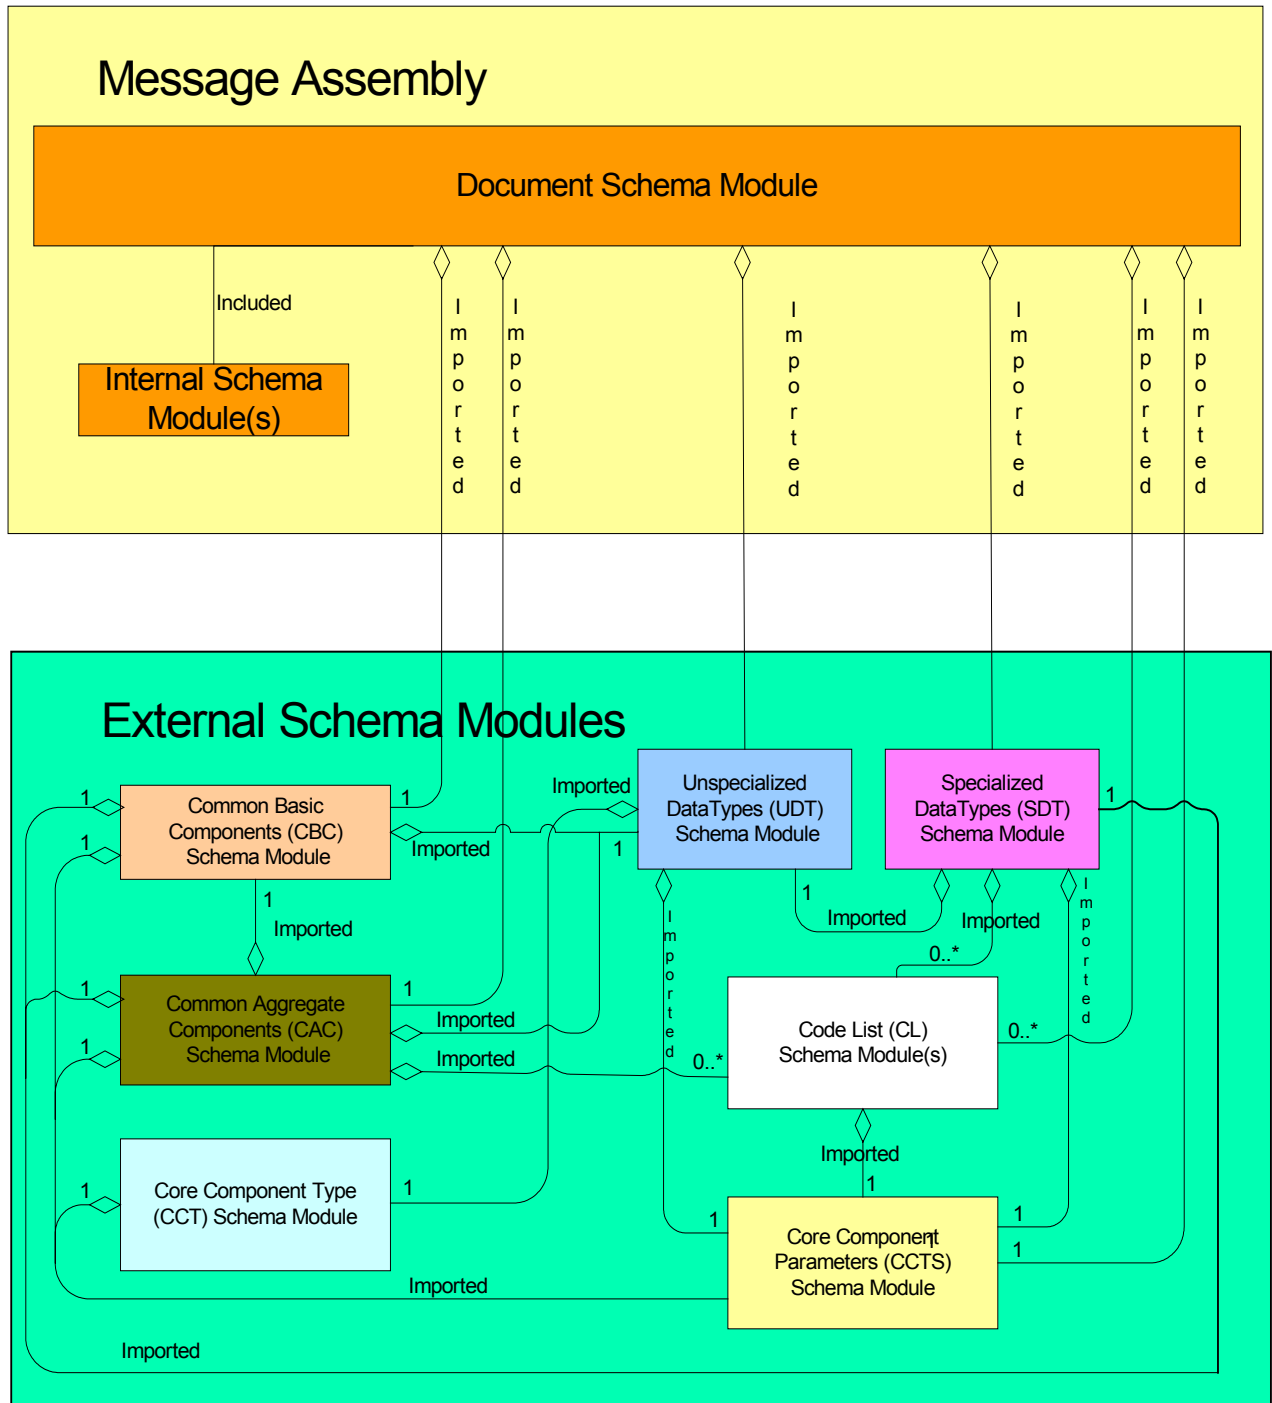 Message Assembly
Document Schema Module
Included
Imported
Imported
Imported
Imported
Imported
Imported
Internal Schema
Module(s)
External Schema Modules
Common Basic
Components (CBC)
Schema Module
1
1
1
1
Imported
Imported
1
Unspecialized
DataTypes (UDT)
Schema Module
Specialized
DataTypes (SDT)
Schema Module
1
1
Imported
1
Imported
Imported
Imported
Imported
0..*
Common Aggregate
Components (CAC)
Schema Module
1
1
1
Imported
Imported
0..*
Code List (CL)
Schema Module(s)
0..*
Imported
1
Core Component Type
(CCT) Schema Module
1
1
Core Component
Parameters (CCTS)
Schema Module
1
1
1
Imported
Imported